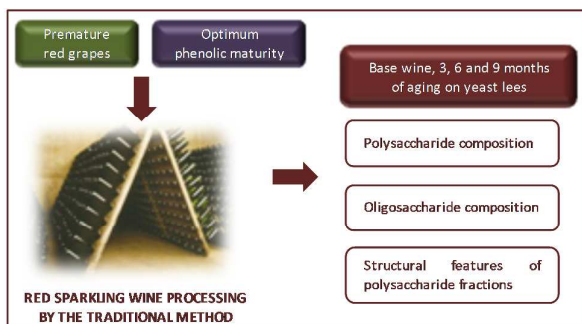 Premature
red grapes
Optimum
phenolic maturity
Base wine, 3, 6 and 9 months
of aging on yeast lees
Polysaccharide composition
Oligosaccharide composition
Structural features of
polysaccharide fractions
RED SPARKLING WINE PROCESSING
BY THE TRADITIONAL METHOD